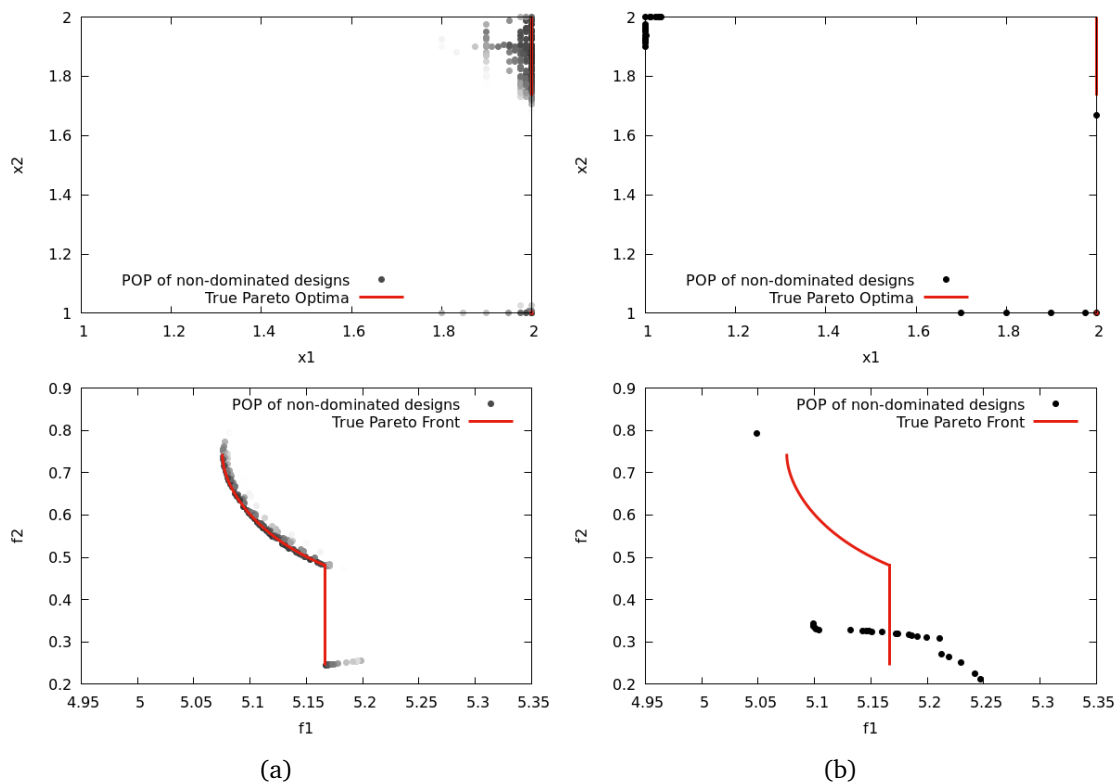 2
1.8
1.6
x2
1.4
1.2
POP of non-dominated designs
True Pareto Optima
1
1 1.2 1.4 1.6 1.8 2
x1
2
1.8
1.6
x2
1.4
1.2
POP of non-dominated designs
True Pareto Optima
1
1 1.2 1.4 1.6 1.8 2
x1
0.9
POP of non-dominated designs
0.8
True Pareto Front
0.7
0.6
f2
0.5
0.4
0.3
0.2
4.95 5 5.05 5.1 5.15 5.2 5.25 5.3 5.35
f1
(a)
0.9
POP of non-dominated designs
0.8
True Pareto Front
0.7
0.6
f2
0.5
0.4
0.3
0.2
4.95 5 5.05 5.1 5.15 5.2 5.25 5.3 5.35
f1
(b)